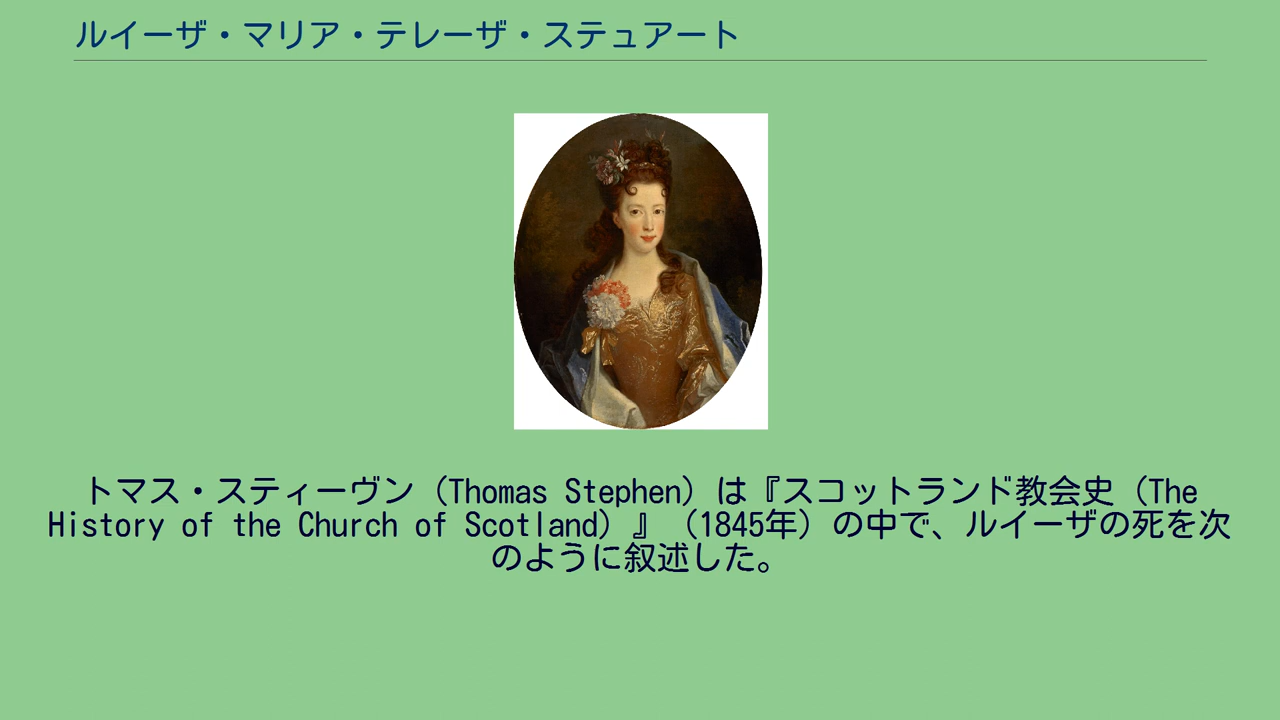 ルイーザ・マリア・テレーザ・ステュアート
トマス・スティーヴン（Thomas Stephen）は『スコットランド教会史（The
History of the Church of Scotland）』（1845年）の中で、ルイーザの死を次
のように叙述した。